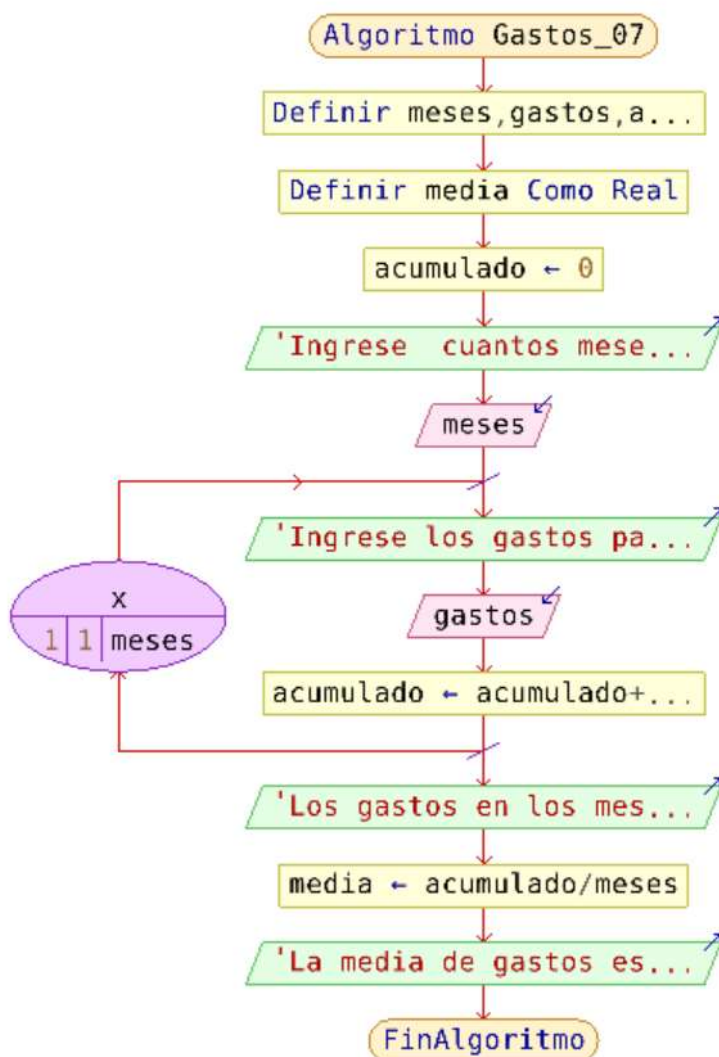 Algoritmo Gastos_07
Definir meses,gastos,a...
Definir media Como Real
acumulado ← 0
'Ingrese  cuantos mese...
meses
'Ingrese los gastos pa...
x
1 1 meses
gastos
acumulado ← acumulado+...
'Los gastos en los mes...
media ← acumulado/meses
'La media de gastos es...
FinAlgoritmo